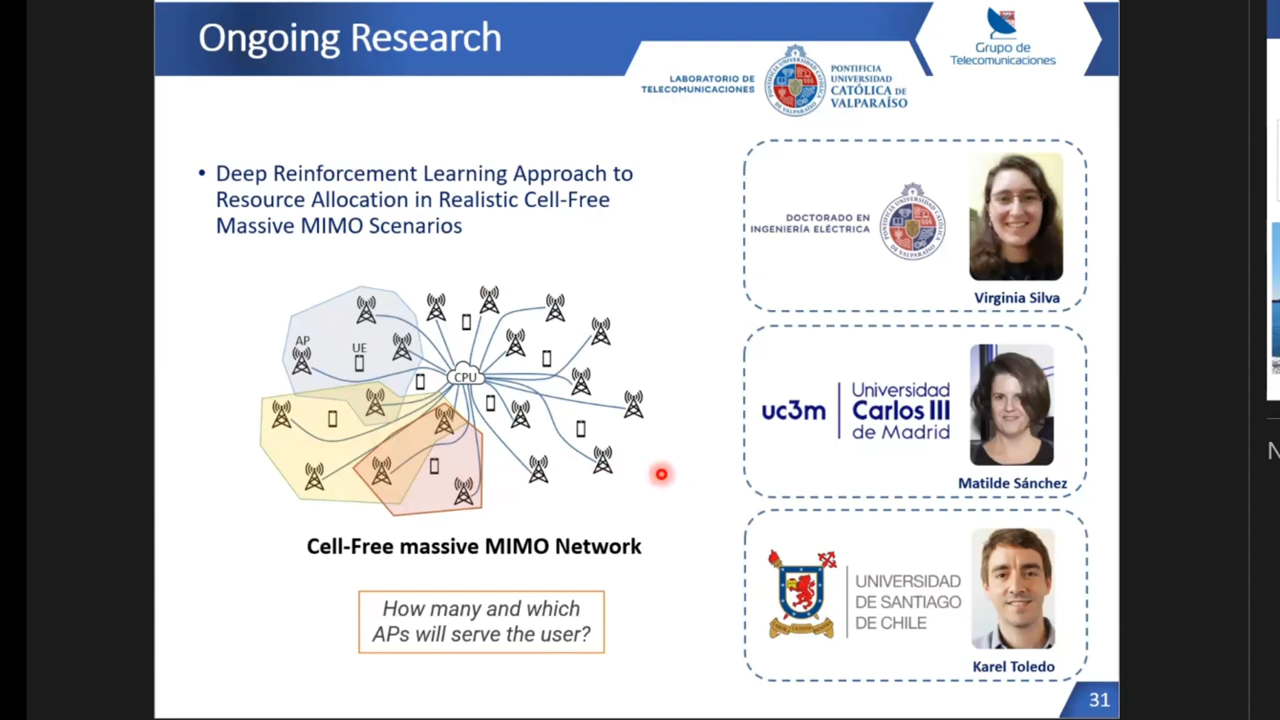 Ongoing Research
Grupo de
Telecomunicaciones
LABORATORIO DE
TELECOMUNICACIONES
PONTIFICIA
UNIVERSIDAD
CATÓLICA DE
VALPARAÍSO
• Deep Reinforcement Learning Approach to
Resource Allocation in Realistic Cell-Free
Massive MIMO Scenarios
AP
UE
CPU
Cell-Free massive MIMO Network
How many and which
APs will serve the user?
DOCTORADO EN
INGENIERÍA ELÉCTRICA
Virginia Silva
uc3m
Universidad
Carlos III
de Madrid
Matilde Sánchez
UNIVERSIDAD
DE SANTIAGO
DE CHILE
Karel Toledo
31